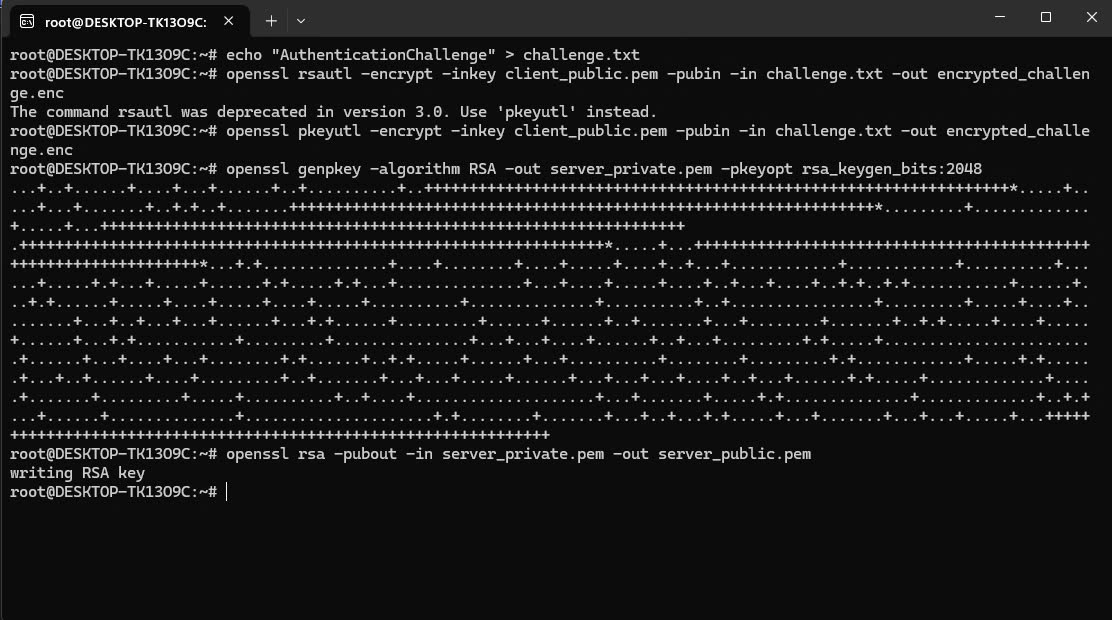 root@DESKTOP-TK13O9C:
root@DESKTOP-TK13O9C:~# echo "AuthenticationChallenge" > challenge.txt
root@DESKTOP-TK13O9C:~# openssl rsautl -encrypt -inkey client_public.pem -pubin -in challenge.txt -out encrypted_challen
ge.enc
The command rsautl was deprecated in version 3.0. Use 'pkeyutl' instead.
root@DESKTOP-TK13O9C:~# openssl pkeyutl -encrypt -inkey client_public.pem -pubin -in challenge.txt -out encrypted_challe
nge.enc
root@DESKTOP-TK13O9C:~# openssl genpkey -algorithm RSA -out server_private.pem -pkeyopt rsa_keygen_bits:2048
root@DESKTOP-TK13O9C:~# openssl rsa -pubout -in server_private.pem -out server_public.pem
writing RSA key
root@DESKTOP-TK13O9C:~#